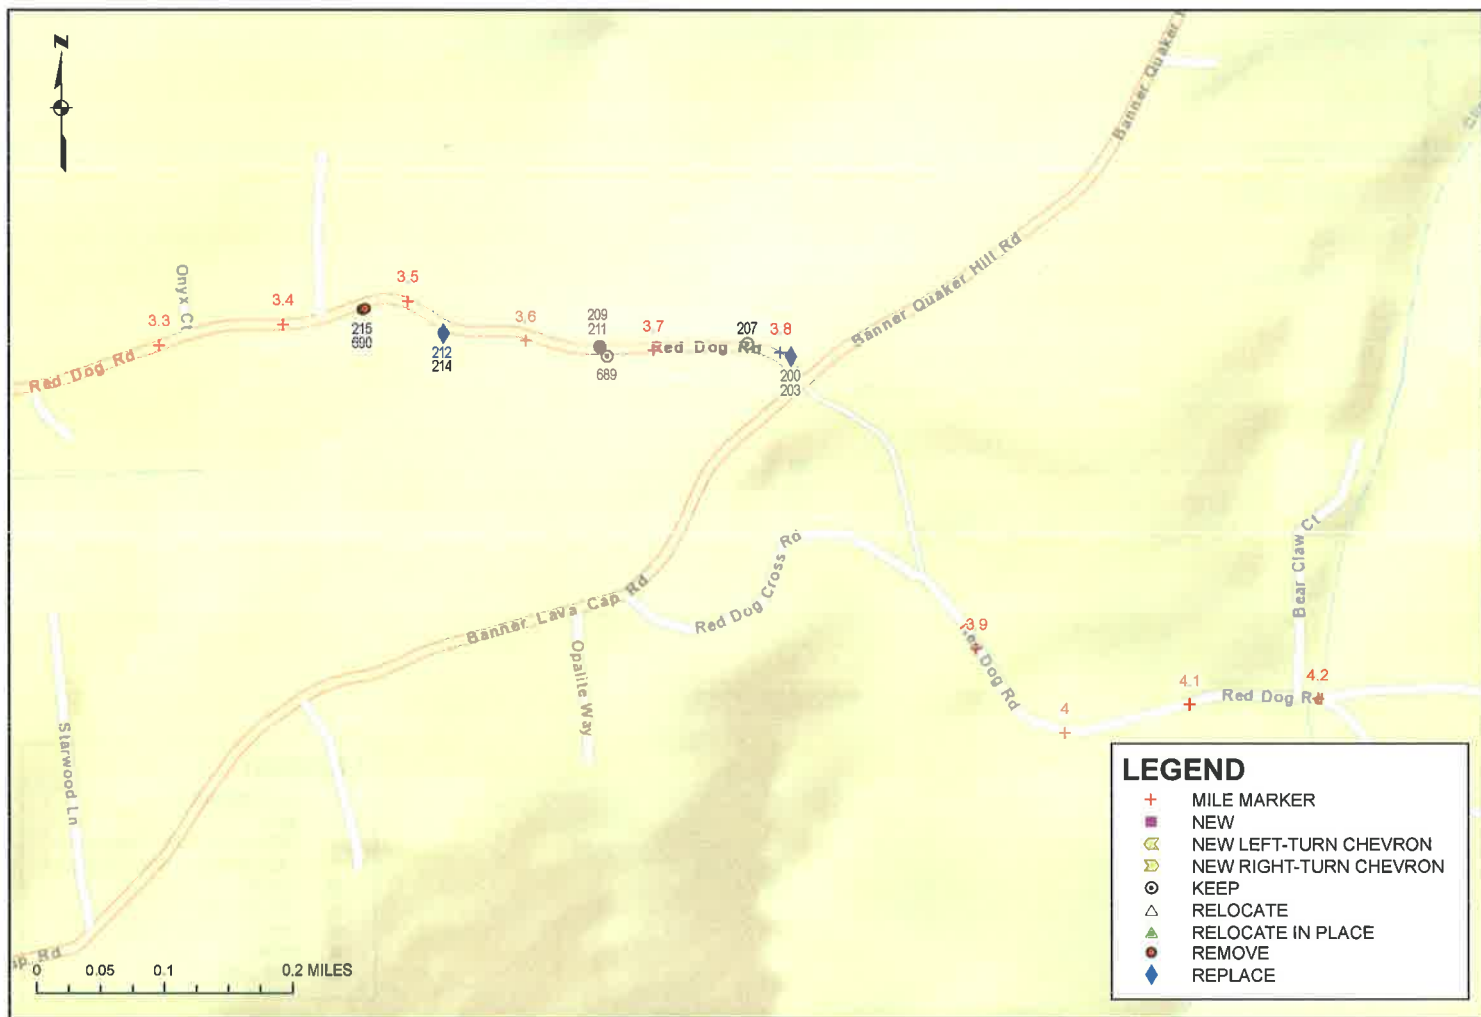 N
Banner Quaker
Onyx Ct
3.3
3.4
3.5
3.6
3.7
3.8
Red Dog Rd
215
690
212
214
209
211
689
Red Dog Rd
207
200
203
Banner Quaker Hill Rd
Banner Lava Cap Rd
Red Dog Cross Rd
Opalite Way
Starwood Ln
3.9
Red Dog Rd
4
4.1
Red Dog Rd
4.2
Bear Claw Ct
Rd
0 0.05 0.1 0.2 MILES
LEGEND
MILE MARKER
NEW
NEW LEFT-TURN CHEVRON
NEW RIGHT-TURN CHEVRON
KEEP
RELOCATE
RELOCATE IN PLACE
REMOVE
REPLACE